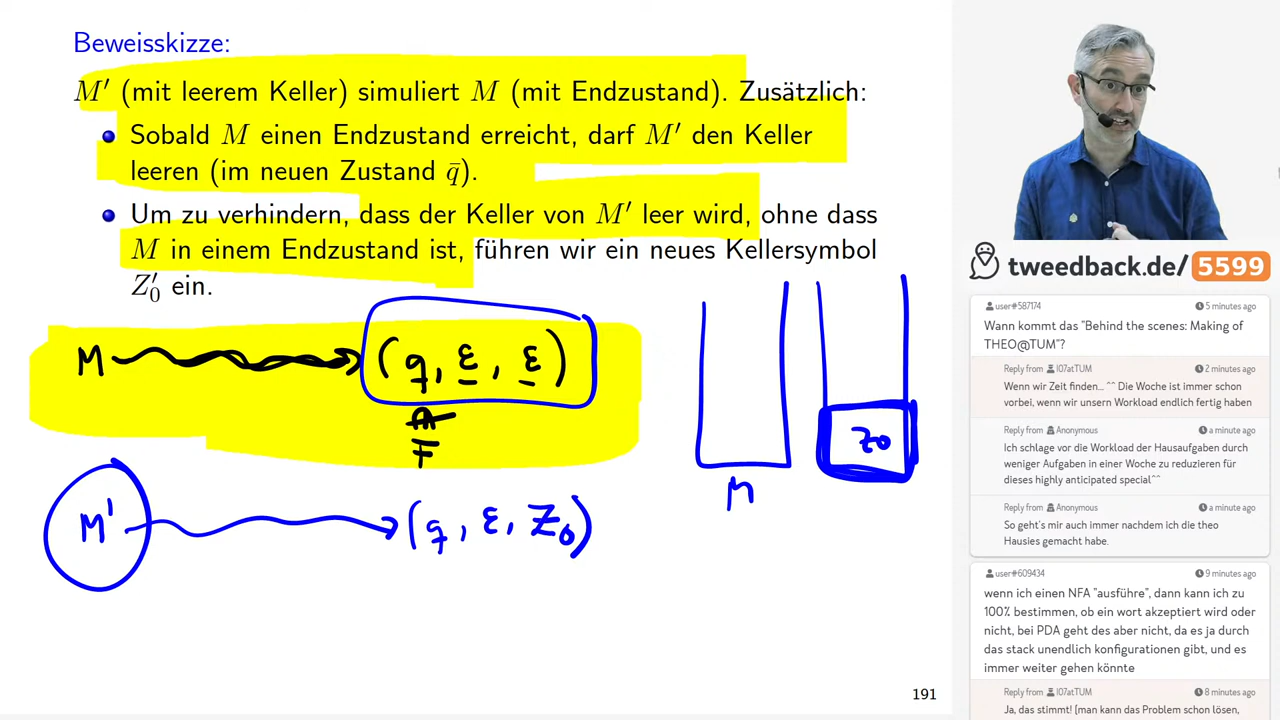 Beweisskizze:
M′ (mit leerem Keller) simuliert M (mit Endzustand). Zusätzlich:
Sobald M einen Endzustand erreicht, darf M′ den Keller
leeren (im neuen Zustand q̄).
Um zu verhindern, dass der Keller von M′ leer wird, ohne dass
M in einem Endzustand ist, führen wir ein neues Kellersymbol
Z′₀ ein.
M (q, ε, ε)
F
M' (q, ε, Z₀)
M
Z₀
191
tweedback.de/ 5599
user#587174 5 minutes ago
Wann kommt das "Behind the scenes: Making of
THEO@TUM"?
Reply from I07atTUM 2 minutes ago
Wenn wir Zeit finden... ^^ Die Woche ist immer schon
vorbei, wenn wir unsern Workload endlich fertig haben
Reply from Anonymous a minute ago
Ich schlage vor die Workload der Hausaufgaben durch
weniger Aufgaben in einer Woche zu reduzieren für
dieses highly anticipated special^^
Reply from Anonymous a minute ago
So geht's mir auch immer nachdem ich die theo
Hausies gemacht habe.
user#609434 9 minutes ago
wenn ich einen NFA "ausführe", dann kann ich zu
100% bestimmen, ob ein wort akzeptiert wird oder
nicht, bei PDA geht des aber nicht, da es ja durch
das stack unendlich konfigurationen gibt, und es
immer weiter gehen könnte
Reply from I07atTUM 8 minutes ago
Ja, das stimmt! [man kann das Problem schon lösen,